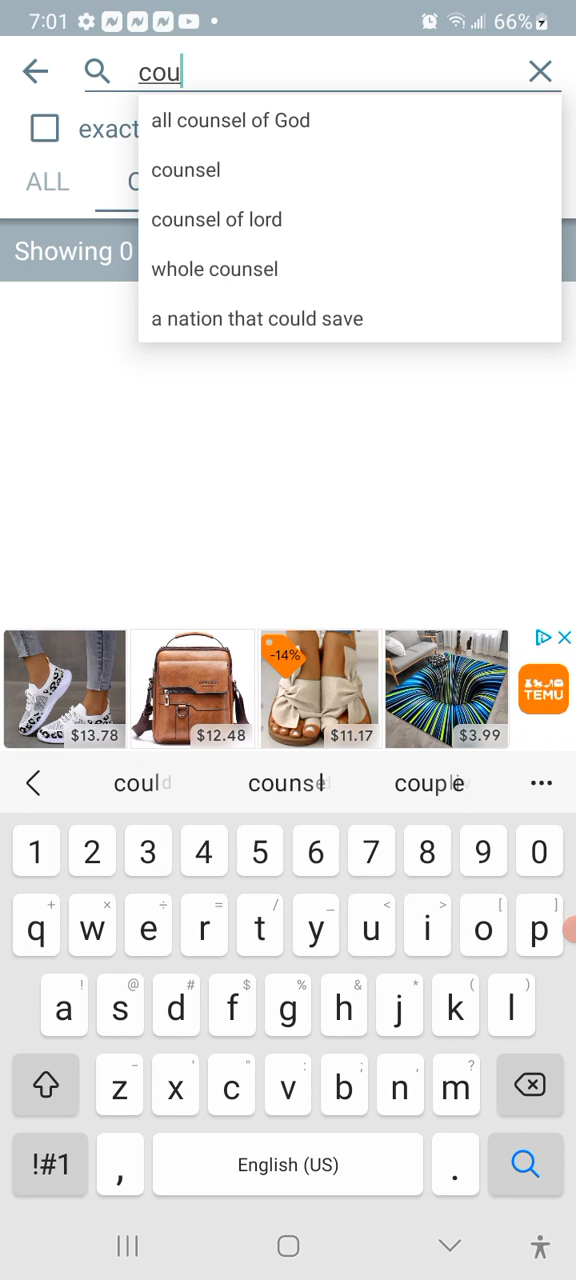 7:01 66%
cou
exact
all counsel of God
ALL
counsel
counsel of lord
Showing 0
whole counsel
a nation that could save
-14%
$13.78 $12.48 $11.17 $3.99
TEMU
could couple
1 2 3 4 5 6 7 8 9 0
+ × ÷ = / _ < > [ ]
q w e r t y u i o p
! @ # $ % & * ( )
a s d f g h j k l
- ' " : ; , ?
z x c v b n m
!#1 , English (US) .